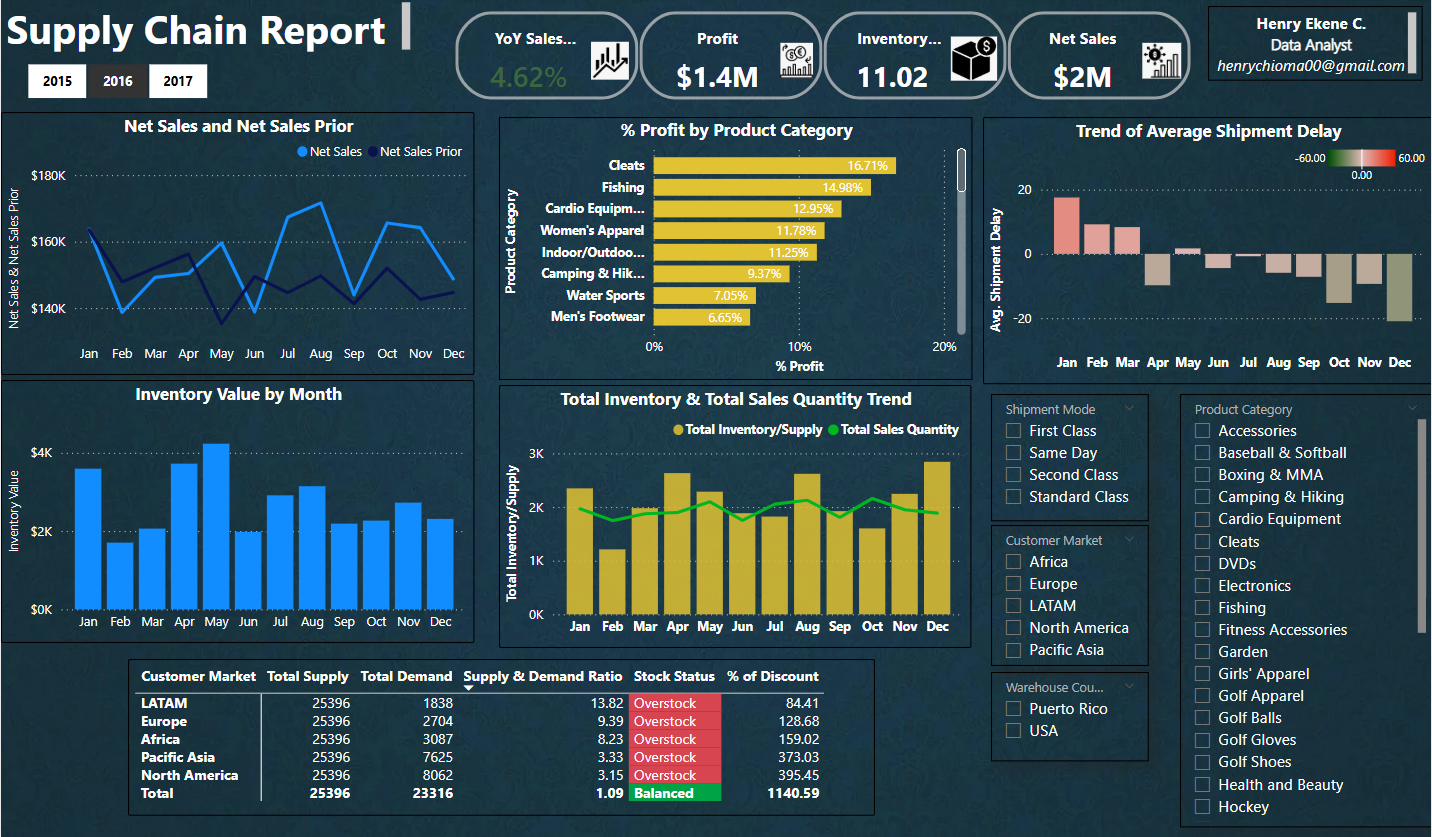 Supply Chain Report
2015
2016
2017
YoY Sales...
4.62%
Profit
$1.4M
Inventory...
11.02
Net Sales
$2M
Henry Ekene C.
Data Analyst
henrychioma00@gmail.com
Net Sales and Net Sales Prior
Net Sales
Net Sales Prior
Net Sales & Net Sales Prior
$180K
$160K
$140K
Jan Feb Mar Apr May Jun Jul Aug Sep Oct Nov Dec
% Profit by Product Category
Product Category
Cleats 16.71%
Fishing 14.98%
Cardio Equipm... 12.95%
Women's Apparel 11.78%
Indoor/Outdoo... 11.25%
Camping & Hik... 9.37%
Water Sports 7.05%
Men's Footwear 6.65%
0% 10% 20%
% Profit
Trend of Average Shipment Delay
-60.00 60.00
0.00
Avg. Shipment Delay
20
0
-20
Jan Feb Mar Apr May Jun Jul Aug Sep Oct Nov Dec
Inventory Value by Month
Inventory Value
$4K
$2K
$0K
Jan Feb Mar Apr May Jun Jul Aug Sep Oct Nov Dec
Total Inventory & Total Sales Quantity Trend
Total Inventory/Supply
Total Sales Quantity
Total Inventory/Supply
3K
2K
1K
0K
Jan Feb Mar Apr May Jun Jul Aug Sep Oct Nov Dec
Shipment Mode
First Class
Same Day
Second Class
Standard Class
Customer Market
Africa
Europe
LATAM
North America
Pacific Asia
Warehouse Cou...
Puerto Rico
USA
Product Category
Accessories
Baseball & Softball
Boxing & MMA
Camping & Hiking
Cardio Equipment
Cleats
DVDs
Electronics
Fishing
Fitness Accessories
Garden
Girls' Apparel
Golf Apparel
Golf Balls
Golf Gloves
Golf Shoes
Health and Beauty
Hockey
Customer Market Total Supply Total Demand Supply & Demand Ratio Stock Status % of Discount
LATAM 25396 1838 13.82 Overstock 84.41
Europe 25396 2704 9.39 Overstock 128.68
Africa 25396 3087 8.23 Overstock 159.02
Pacific Asia 25396 7625 3.33 Overstock 373.03
North America 25396 8062 3.15 Overstock 395.45
Total 25396 23316 1.09 Balanced 1140.59